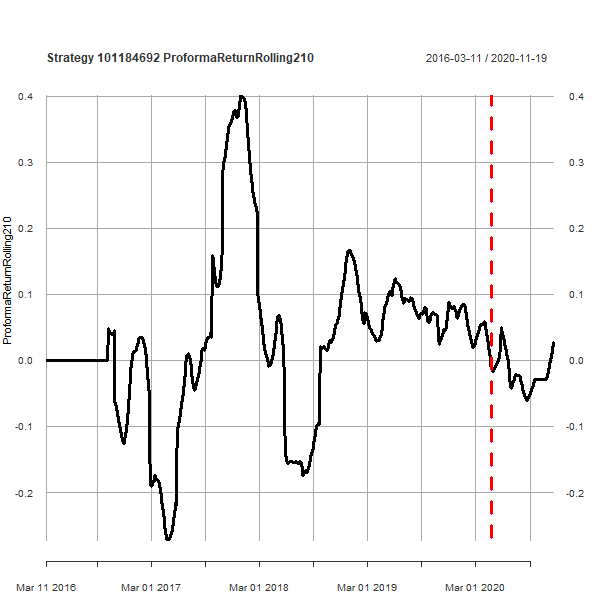 Strategy 101184692 ProformaReturnRolling210
2016-03-11 / 2020-11-19
ProformaReturnRolling210
0.4
0.3
0.2
0.1
0.0
-0.1
-0.2
0.4
0.3
0.2
0.1
0.0
-0.1
-0.2
Mar 11 2016
Mar 01 2017
Mar 01 2018
Mar 01 2019
Mar 01 2020